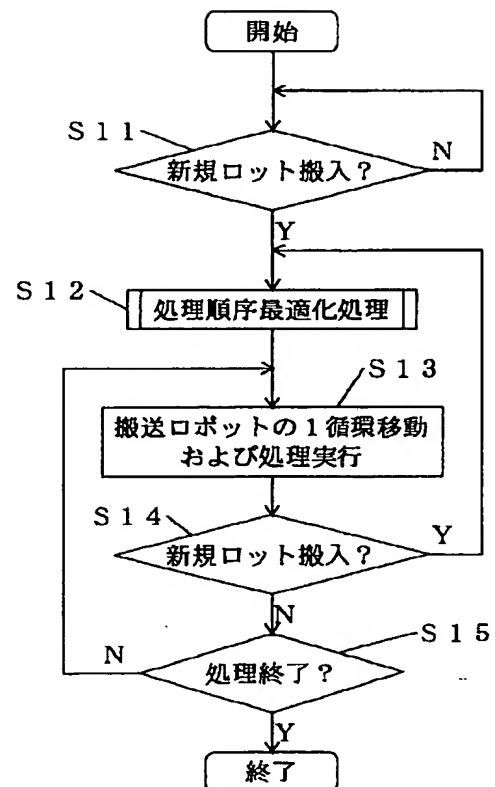 開始
S11
新規ロット搬入?
N
Y
S12
処理順序最適化処理
S13
搬送ロボットの1循環移動
および処理実行
S14
新規ロット搬入?
Y
N
S15
処理終了?
N
Y
終了